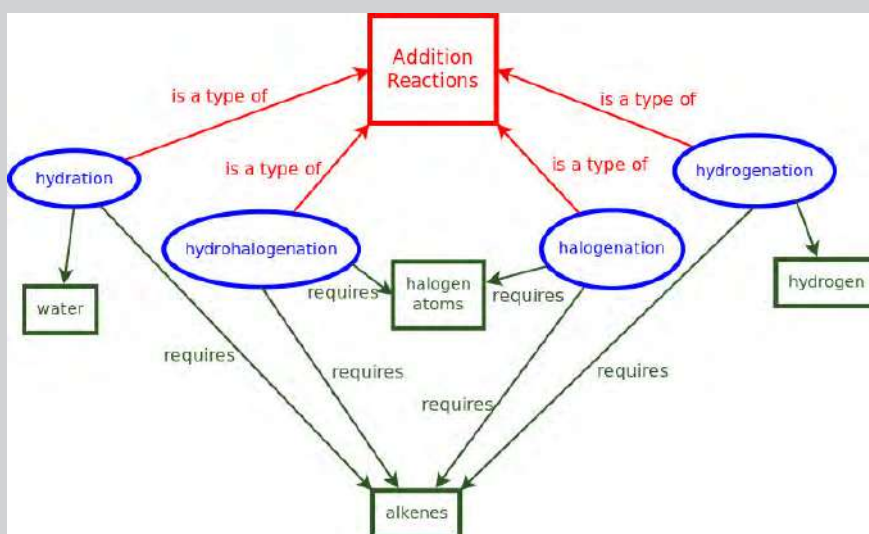 Addition
Reactions
is a type of
is a type of
is a type of
is a type of
hydration
hydrogenation
hydrohalogenation
halogenation
water
requires
halogen
atoms
requires
hydrogen
requires
requires
requires
requires
alkenes